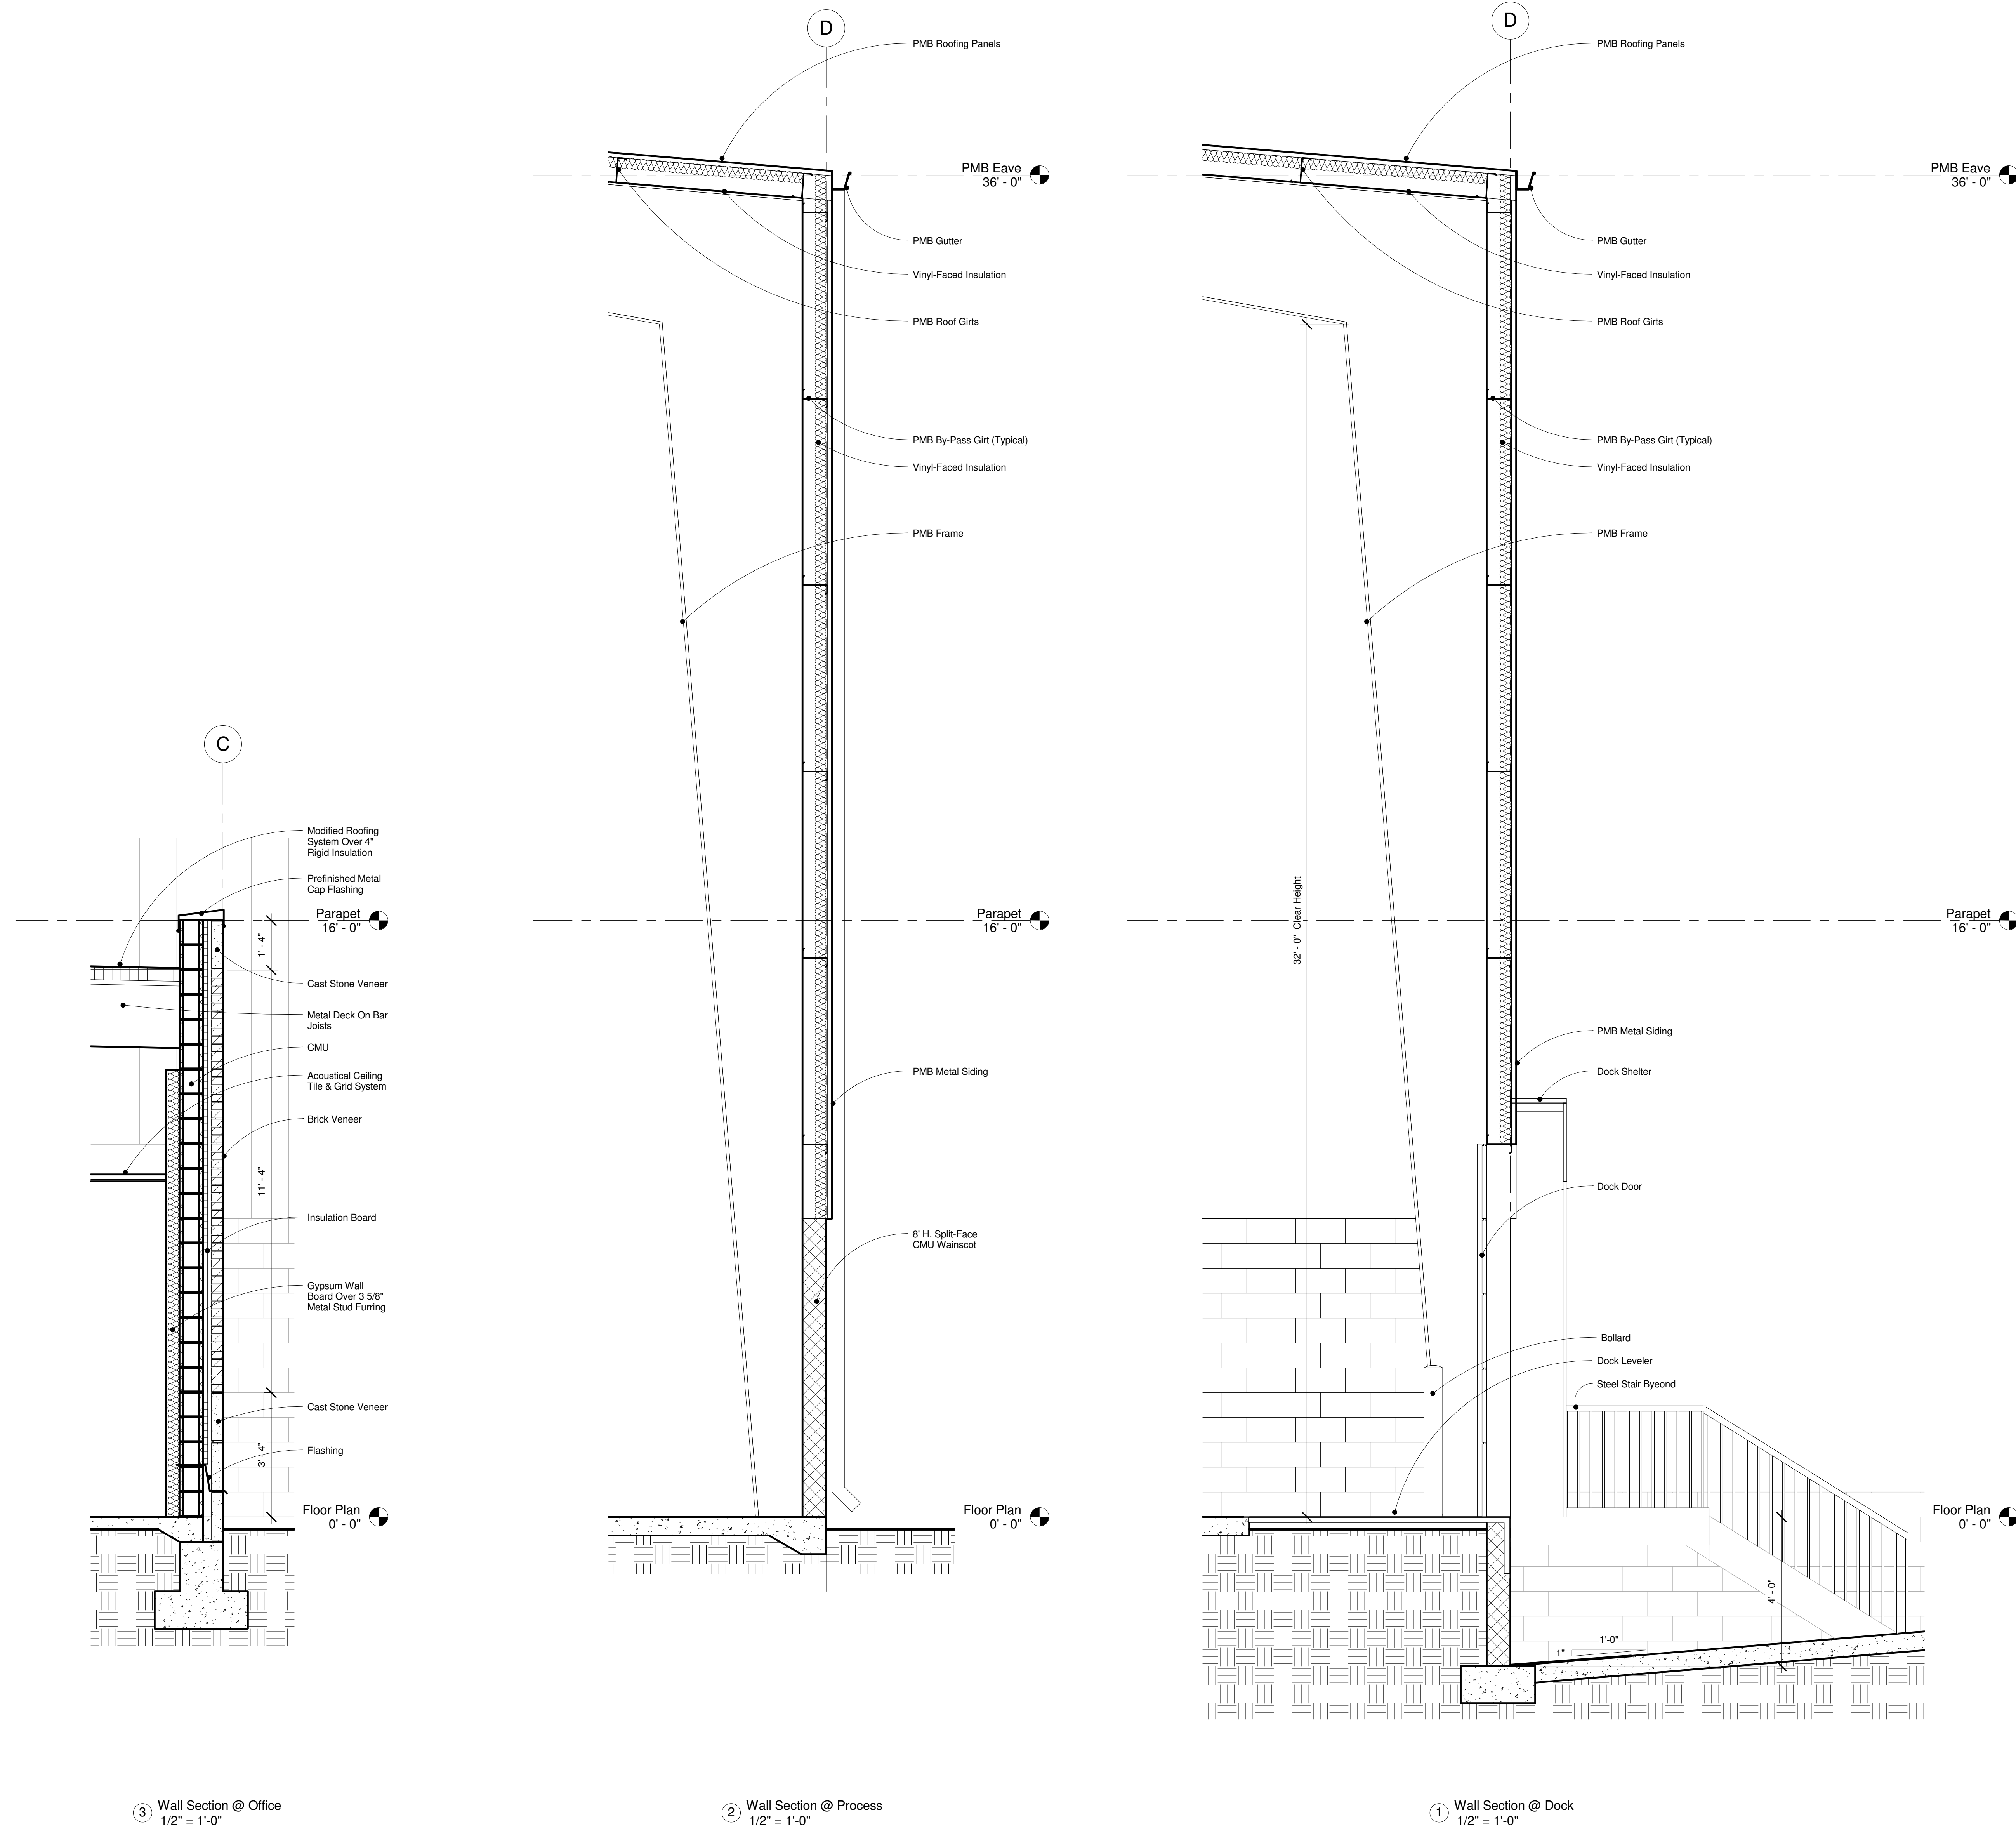 C
Modified Roofing
System Over 4"
Rigid Insulation
Prefinished Metal
Cap Flashing
Parapet
16' - 0"
1' - 4"
Cast Stone Veneer
Metal Deck On Bar
Joists
CMU
Acoustical Ceiling
Tile & Grid System
Brick Veneer
11' - 4"
Insulation Board
Gypsum Wall
Board Over 3 5/8"
Metal Stud Furring
Cast Stone Veneer
3' - 4"
Flashing
Floor Plan
0' - 0"
3
Wall Section @ Office
1/2" = 1'-0"
D
PMB Roofing Panels
PMB Eave
36' - 0"
PMB Gutter
Vinyl-Faced Insulation
PMB Roof Girts
PMB By-Pass Girt (Typical)
Vinyl-Faced Insulation
PMB Frame
Parapet
16' - 0"
PMB Metal Siding
8' H. Split-Face
CMU Wainscot
Floor Plan
0' - 0"
2
Wall Section @ Process
1/2" = 1'-0"
D
PMB Roofing Panels
PMB Eave
36' - 0"
PMB Gutter
Vinyl-Faced Insulation
PMB Roof Girts
PMB By-Pass Girt (Typical)
Vinyl-Faced Insulation
PMB Frame
32' - 0" Clear Height
Parapet
16' - 0"
PMB Metal Siding
Dock Shelter
Dock Door
Bollard
Dock Leveler
Steel Stair Byeond
Floor Plan
0' - 0"
4' - 0"
1'-0"
1"
1
Wall Section @ Dock
1/2" = 1'-0"